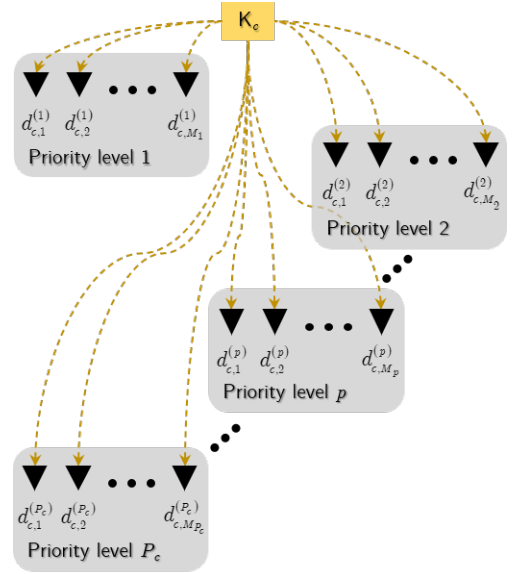 K_c
d_{c,1}^{(1)} d_{c,2}^{(1)} • • • d_{c,M_1}^{(1)}
Priority level 1
d_{c,1}^{(2)} d_{c,2}^{(2)} • • • d_{c,M_2}^{(2)}
Priority level 2
d_{c,1}^{(p)} d_{c,2}^{(p)} • • • d_{c,M_p}^{(p)}
Priority level p
d_{c,1}^{(P_c)} d_{c,2}^{(P_c)} • • • d_{c,M_{P_c}}^{(P_c)}
Priority level P_c